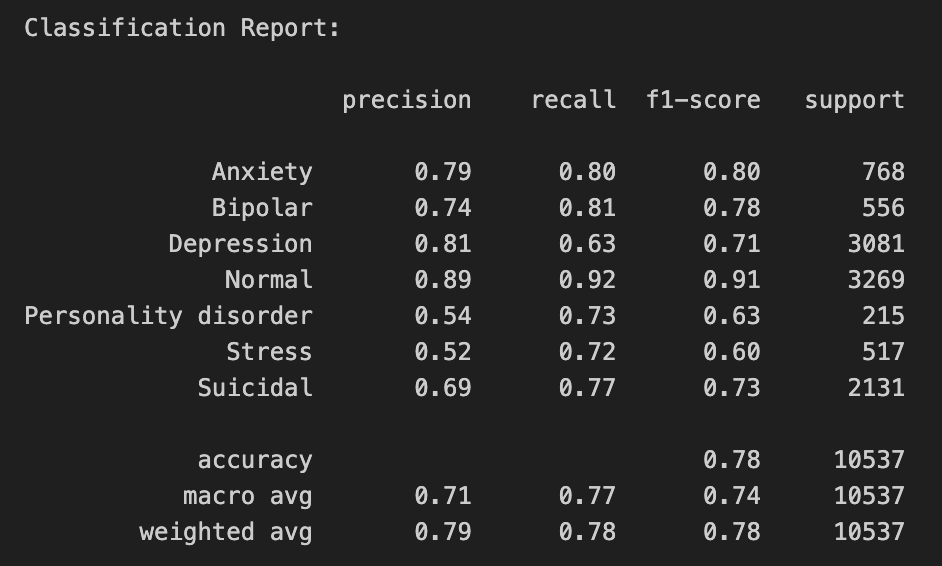 Classification Report:
precision recall f1-score support
Anxiety 0.79 0.80 0.80 768
Bipolar 0.74 0.81 0.78 556
Depression 0.81 0.63 0.71 3081
Normal 0.89 0.92 0.91 3269
Personality disorder 0.54 0.73 0.63 215
Stress 0.52 0.72 0.60 517
Suicidal 0.69 0.77 0.73 2131
accuracy 0.78 10537
macro avg 0.71 0.77 0.74 10537
weighted avg 0.79 0.78 0.78 10537